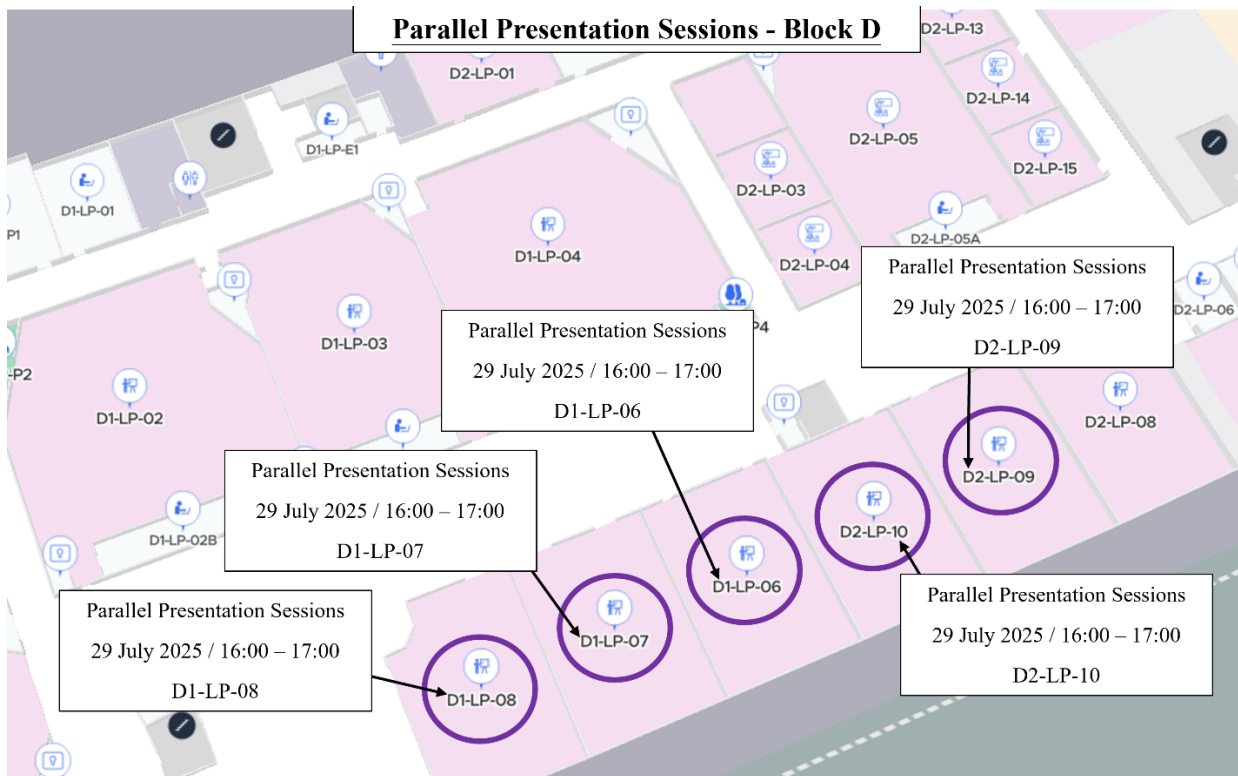 Parallel Presentation Sessions - Block D
D2-LP-13
D2-LP-01
D2-LP-14
D2-LP-05
D1-LP-E1
D2-LP-15
D2-LP-03
D1-LP-01
P1
D2-LP-05A
D1-LP-04
D2-LP-04
Parallel Presentation Sessions
29 July 2025 / 16:00 – 17:00
D2-LP-09
D2-LP-06
P4
D1-LP-03
Parallel Presentation Sessions
29 July 2025 / 16:00 – 17:00
D1-LP-06
-P2
D1-LP-02
D2-LP-08
Parallel Presentation Sessions
29 July 2025 / 16:00 – 17:00
D1-LP-07
D2-LP-09
D1-LP-02B
D2-LP-10
D1-LP-06
Parallel Presentation Sessions
29 July 2025 / 16:00 – 17:00
D2-LP-10
Parallel Presentation Sessions
29 July 2025 / 16:00 – 17:00
D1-LP-08
D1-LP-07
D1-LP-08